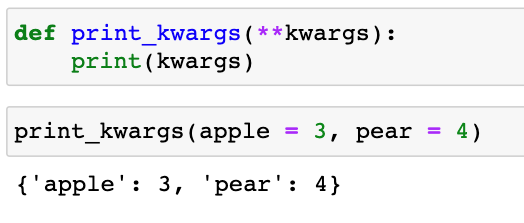 def print_kwargs(**kwargs):
    print(kwargs)
print_kwargs(apple = 3, pear = 4)
{'apple': 3, 'pear': 4}